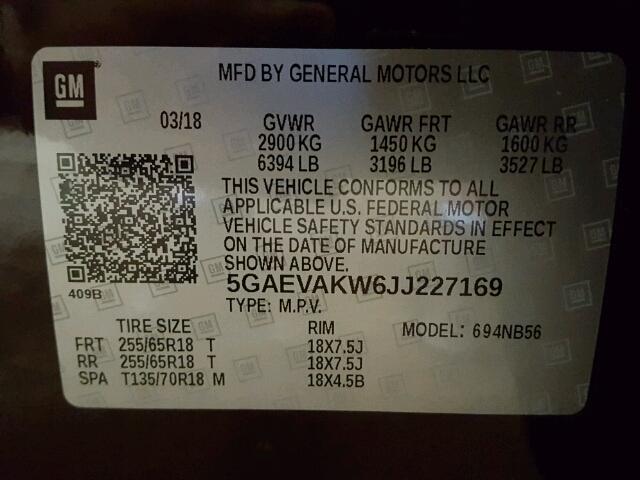 GM
MFD BY GENERAL MOTORS LLC
03/18 GVWR GAWR FRT GAWR RR
2900 KG 1450 KG 1600 KG
6394 LB 3196 LB 3527 LB
THIS VEHICLE CONFORMS TO ALL
APPLICABLE U.S. FEDERAL MOTOR
VEHICLE SAFETY STANDARDS IN EFFECT
ON THE DATE OF MANUFACTURE
SHOWN ABOVE.
409B
5GAEVAKW6JJ227169
TYPE: M.P.V.
TIRE SIZE RIM MODEL: 694NB56
FRT 255/65R18 T 18X7.5J
RR 255/65R18 T 18X7.5J
SPA T135/70R18 M 18X4.5B